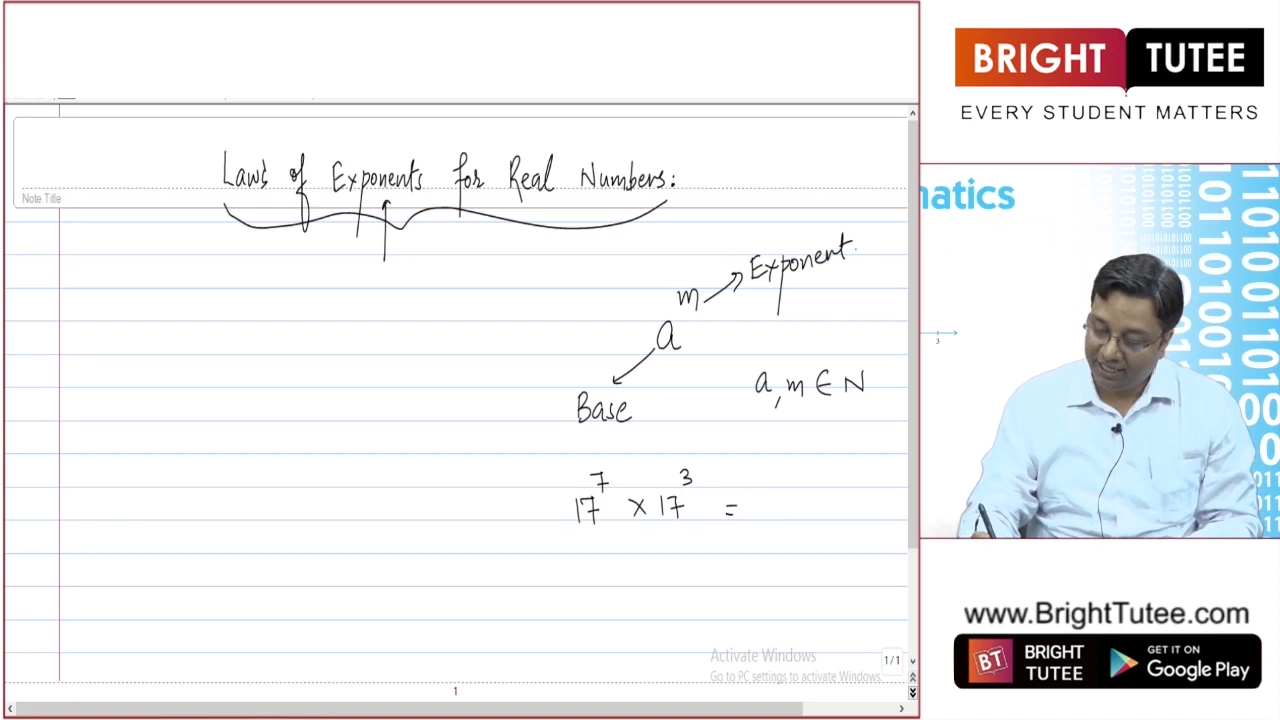 BRIGHT TUTEE
EVERY STUDENT MATTERS
Laws of Exponents for Real Numbers:
Note Title
m → Exponent.
a
Base
a, m ∈ N
17^7 × 17^3 =
Activate Windows
Go to PC settings to activate Windows.
1/1
1
matics
3
www.BrightTutee.com
BT BRIGHT TUTEE
GET IT ON Google Play